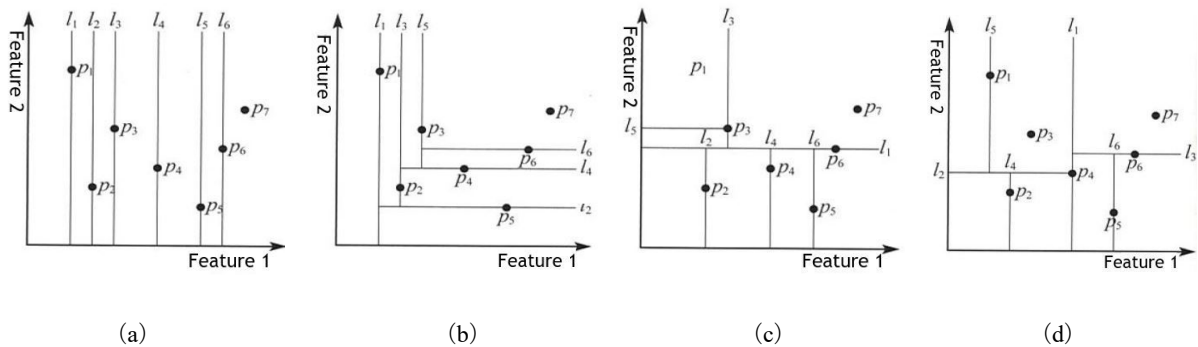 l1 l2 l3 l4 l5 l6
Feature 2
p1
p7
p3
p6
p4
p2
p5
Feature 1
(a)
l1 l3 l5
Feature 2
p1
p7
p3
l6
p6
l4
p4
p2
p5
Feature 1
(b)
l3
Feature 2
p1
p7
l5
p3
l2 l4 l6
l1
p6
p4
p2
p5
Feature 1
(c)
l5 l1
Feature 2
p1
p7
p3
l6
l3
p6
l2
l4
p4
p2
p5
Feature 1
(d)